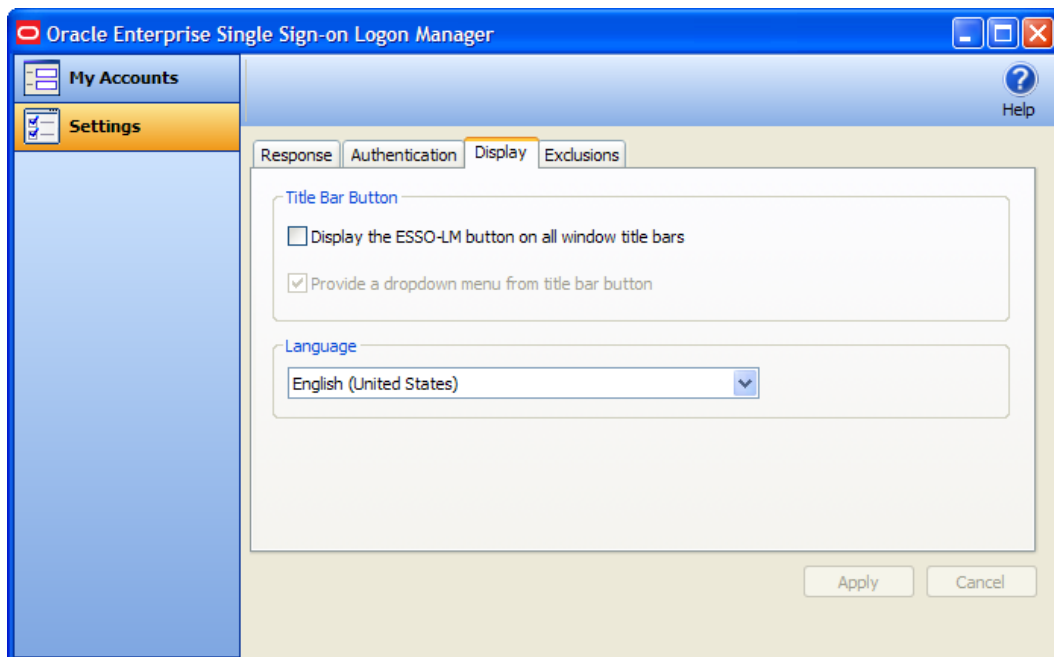 Oracle Enterprise Single Sign-on Logon Manager
My Accounts
Settings
Help
Response Authentication Display Exclusions
Title Bar Button
Display the ESSO-LM button on all window title bars
Provide a dropdown menu from title bar button
Language
English (United States)
Apply Cancel